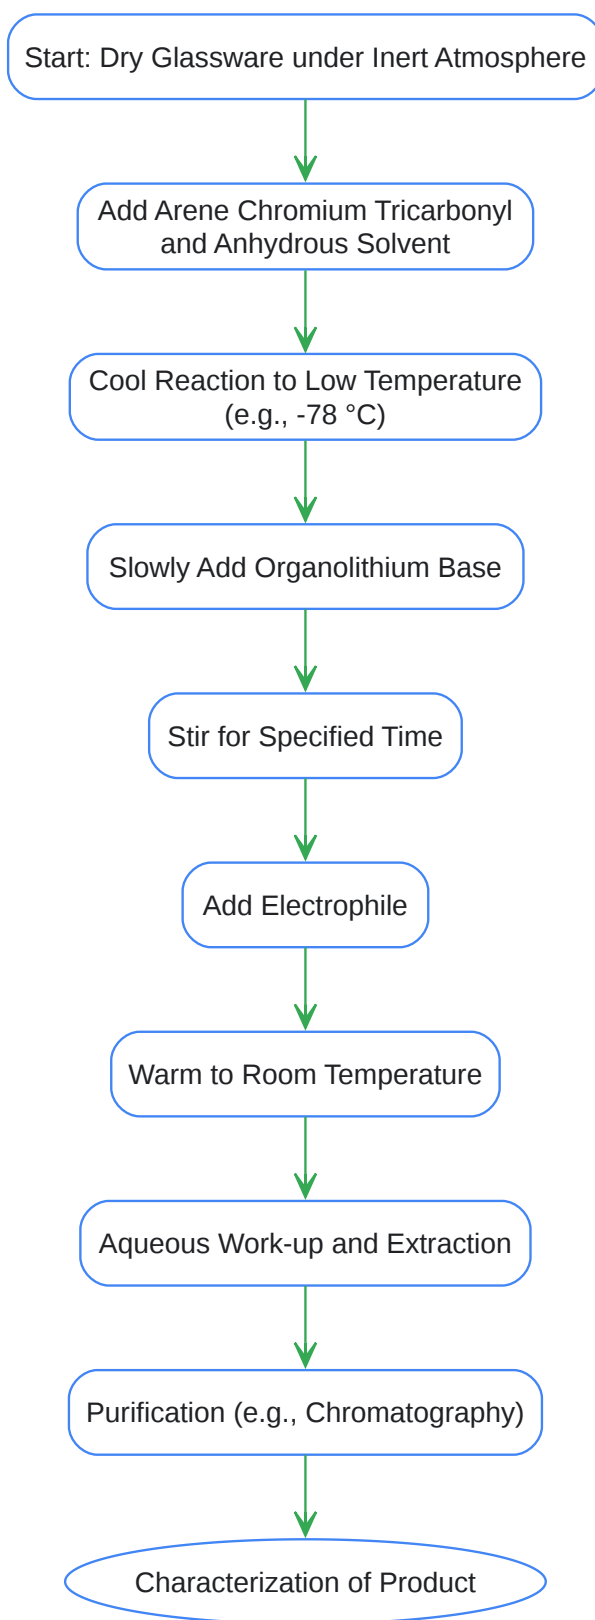 Start: Dry Glassware under Inert Atmosphere
Add Arene Chromium Tricarbonyl
and Anhydrous Solvent
Cool Reaction to Low Temperature
(e.g., -78 °C)
Slowly Add Organolithium Base
Stir for Specified Time
Add Electrophile
Warm to Room Temperature
Aqueous Work-up and Extraction
Purification (e.g., Chromatography)
Characterization of Product